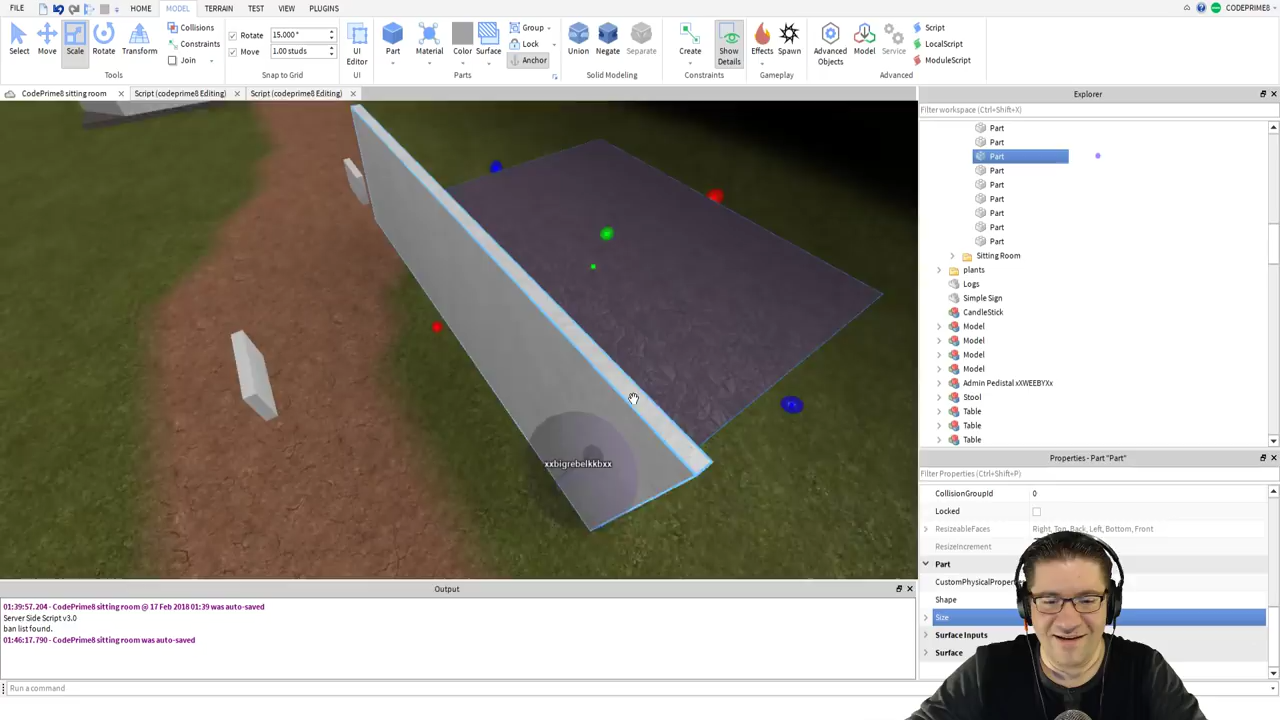 FILE HOME MODEL TERRAIN TEST VIEW PLUGINS CODEPRIME8
Select Move Scale Rotate Transform
Collisions
Constraints
Join
Tools
Rotate 15.000°
Move 1.00 studs
Snap to Grid
UI Editor
UI
Part Material Color Surface
Group
Lock
Anchor
Parts
Union Negate Separate
Solid Modeling
Create Show Details
Constraints
Effects Spawn
Gameplay
Advanced Objects Model Service
Script
LocalScript
ModuleScript
Advanced
CodePrime8 sitting room Script (codeprime8 Editing) Script (codeprime8 Editing)
xxbigrebelkkbxx
Explorer
Filter workspace (Ctrl+Shift+X)
Part
Part
Part
Part
Part
Part
Part
Part
Part
Sitting Room
plants
Logs
Simple Sign
CandleStick
Model
Model
Model
Model
Admin Pedistal xXWEEBYXx
Stool
Table
Table
Table
Properties - Part "Part"
Filter Properties (Ctrl+Shift+P)
CollisionGroupId 0
Locked
ResizeableFaces Right, Top, Back, Left, Bottom, Front
ResizeIncrement
Part
CustomPhysicalProperti
Shape
Size
Surface Inputs
Surface
Output
01:39:57.204 - CodePrime8 sitting room @ 17 Feb 2018 01:39 was auto-saved
Server Side Script v3.0
ban list found.
01:46:17.790 - CodePrime8 sitting room was auto-saved
Run a command